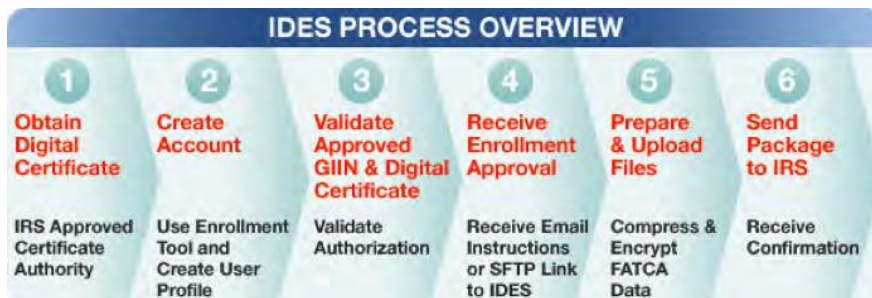 IDES PROCESS OVERVIEW
1
Obtain
Digital
Certificate
IRS Approved
Certificate
Authority
2
Create
Account
Use Enrollment
Tool and
Create User
Profile
3
Validate
Approved
GIIN & Digital
Certificate
Validate
Authorization
4
Receive
Enrollment
Approval
Receive Email
Instructions
or SFTP Link
to IDES
5
Prepare
& Upload
Files
Compress &
Encrypt
FATCA
Data
6
Send
Package
to IRS
Receive
Confirmation